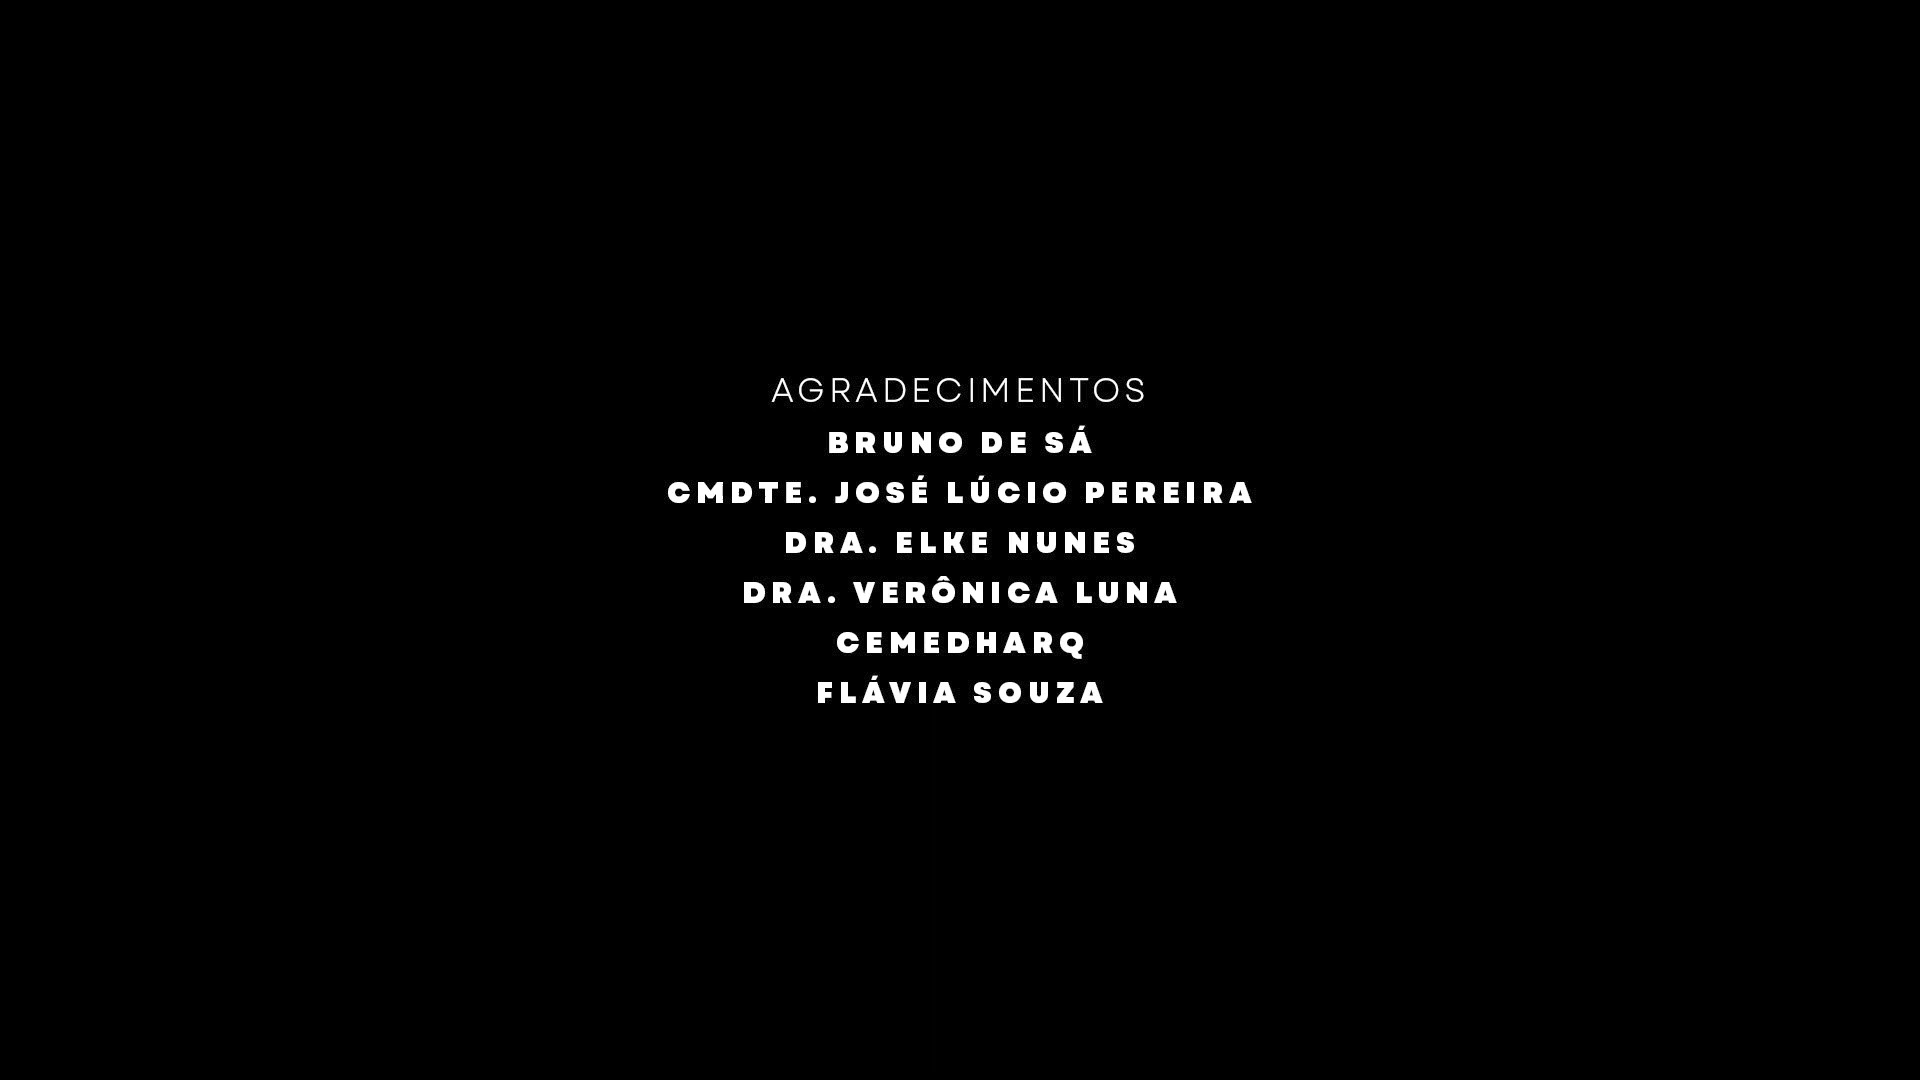 AGRADECIMENTOS
BRUNO DE SÁ
CMDTE. JOSÉ LÚCIO PEREIRA
DRA. ELKE NUNES
DRA. VERÔNICA LUNA
CEMEDHARQ
FLÁVIA SOUZA